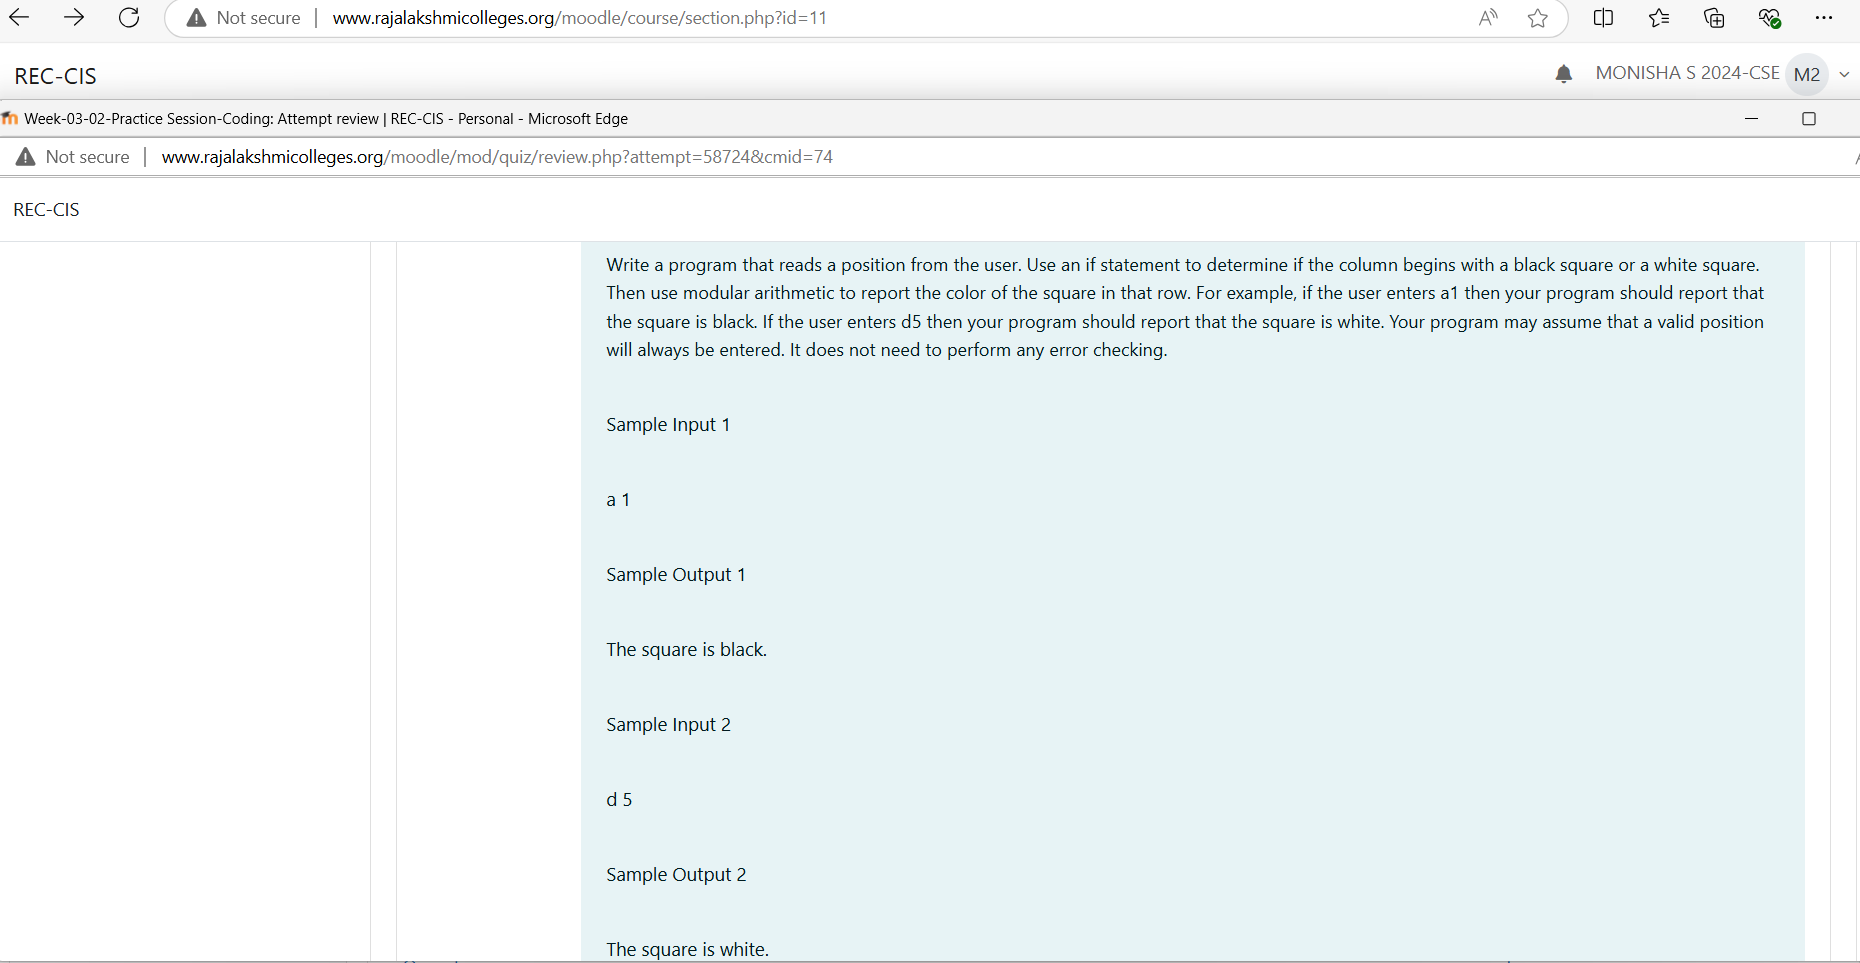 Not secure | www.rajalakshmicolleges.org/moodle/course/section.php?id=11
REC-CIS
MONISHA S 2024-CSE M2
Week-03-02-Practice Session-Coding: Attempt review | REC-CIS - Personal - Microsoft Edge
Not secure | www.rajalakshmicolleges.org/moodle/mod/quiz/review.php?attempt=58724&cmid=74
REC-CIS
Write a program that reads a position from the user. Use an if statement to determine if the column begins with a black square or a white square.
Then use modular arithmetic to report the color of the square in that row. For example, if the user enters a1 then your program should report that
the square is black. If the user enters d5 then your program should report that the square is white. Your program may assume that a valid position
will always be entered. It does not need to perform any error checking.
Sample Input 1
a 1
Sample Output 1
The square is black.
Sample Input 2
d 5
Sample Output 2
The square is white.